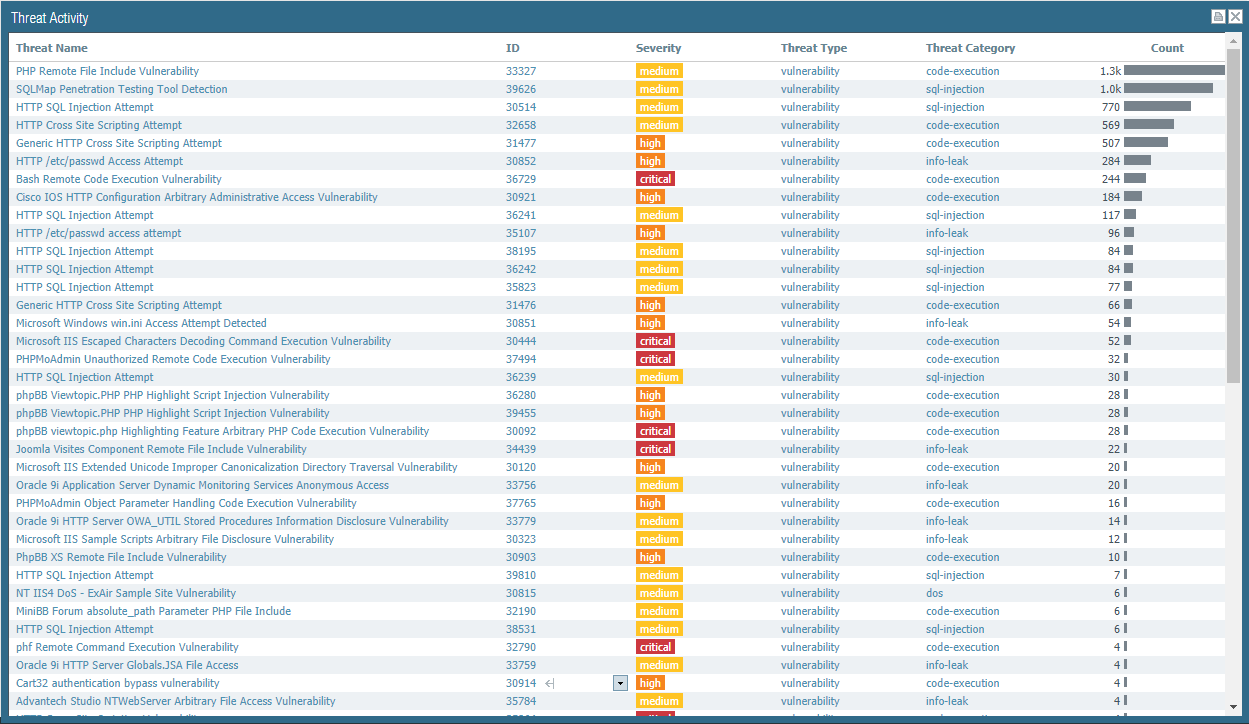 Threat Activity
Threat Name ID Severity Threat Type Threat Category Count
PHP Remote File Include Vulnerability 33327 medium vulnerability code-execution 1.3k
SQLMap Penetration Testing Tool Detection 39626 medium vulnerability sql-injection 1.0k
HTTP SQL Injection Attempt 30514 medium vulnerability sql-injection 770
HTTP Cross Site Scripting Attempt 32658 medium vulnerability code-execution 569
Generic HTTP Cross Site Scripting Attempt 31477 high vulnerability code-execution 507
HTTP /etc/passwd Access Attempt 30852 high vulnerability info-leak 284
Bash Remote Code Execution Vulnerability 36729 critical vulnerability code-execution 244
Cisco IOS HTTP Configuration Arbitrary Administrative Access Vulnerability 30921 high vulnerability code-execution 184
HTTP SQL Injection Attempt 36241 medium vulnerability sql-injection 117
HTTP /etc/passwd access attempt 35107 high vulnerability info-leak 96
HTTP SQL Injection Attempt 38195 medium vulnerability sql-injection 84
HTTP SQL Injection Attempt 36242 medium vulnerability sql-injection 84
HTTP SQL Injection Attempt 35823 medium vulnerability sql-injection 77
Generic HTTP Cross Site Scripting Attempt 31476 high vulnerability code-execution 66
Microsoft Windows win.ini Access Attempt Detected 30851 high vulnerability info-leak 54
Microsoft IIS Escaped Characters Decoding Command Execution Vulnerability 30444 critical vulnerability code-execution 52
PHPMoAdmin Unauthorized Remote Code Execution Vulnerability 37494 critical vulnerability code-execution 32
HTTP SQL Injection Attempt 36239 medium vulnerability sql-injection 30
phpBB Viewtopic.PHP PHP Highlight Script Injection Vulnerability 36280 high vulnerability code-execution 28
phpBB Viewtopic.PHP PHP Highlight Script Injection Vulnerability 39455 high vulnerability code-execution 28
phpBB viewtopic.php Highlighting Feature Arbitrary PHP Code Execution Vulnerability 30092 critical vulnerability code-execution 28
Joomla Visites Component Remote File Include Vulnerability 34439 critical vulnerability info-leak 22
Microsoft IIS Extended Unicode Improper Canonicalization Directory Traversal Vulnerability 30120 high vulnerability code-execution 20
Oracle 9i Application Server Dynamic Monitoring Services Anonymous Access 33756 medium vulnerability info-leak 20
PHPMoAdmin Object Parameter Handling Code Execution Vulnerability 37765 high vulnerability code-execution 16
Oracle 9i HTTP Server OWA_UTIL Stored Procedures Information Disclosure Vulnerability 33779 medium vulnerability info-leak 14
Microsoft IIS Sample Scripts Arbitrary File Disclosure Vulnerability 30323 medium vulnerability info-leak 12
PhpBB XS Remote File Include Vulnerability 30903 high vulnerability code-execution 10
HTTP SQL Injection Attempt 39810 medium vulnerability sql-injection 7
NT IIS4 DoS - ExAir Sample Site Vulnerability 30815 medium vulnerability dos 6
MiniBB Forum absolute_path Parameter PHP File Include 32190 medium vulnerability code-execution 6
HTTP SQL Injection Attempt 38531 medium vulnerability sql-injection 6
phf Remote Command Execution Vulnerability 32790 critical vulnerability code-execution 4
Oracle 9i HTTP Server Globals.JSA File Access 33759 medium vulnerability info-leak 4
Cart32 authentication bypass vulnerability 30914 high vulnerability code-execution 4
Advantech Studio NTWebServer Arbitrary File Access Vulnerability 35784 medium vulnerability info-leak 4